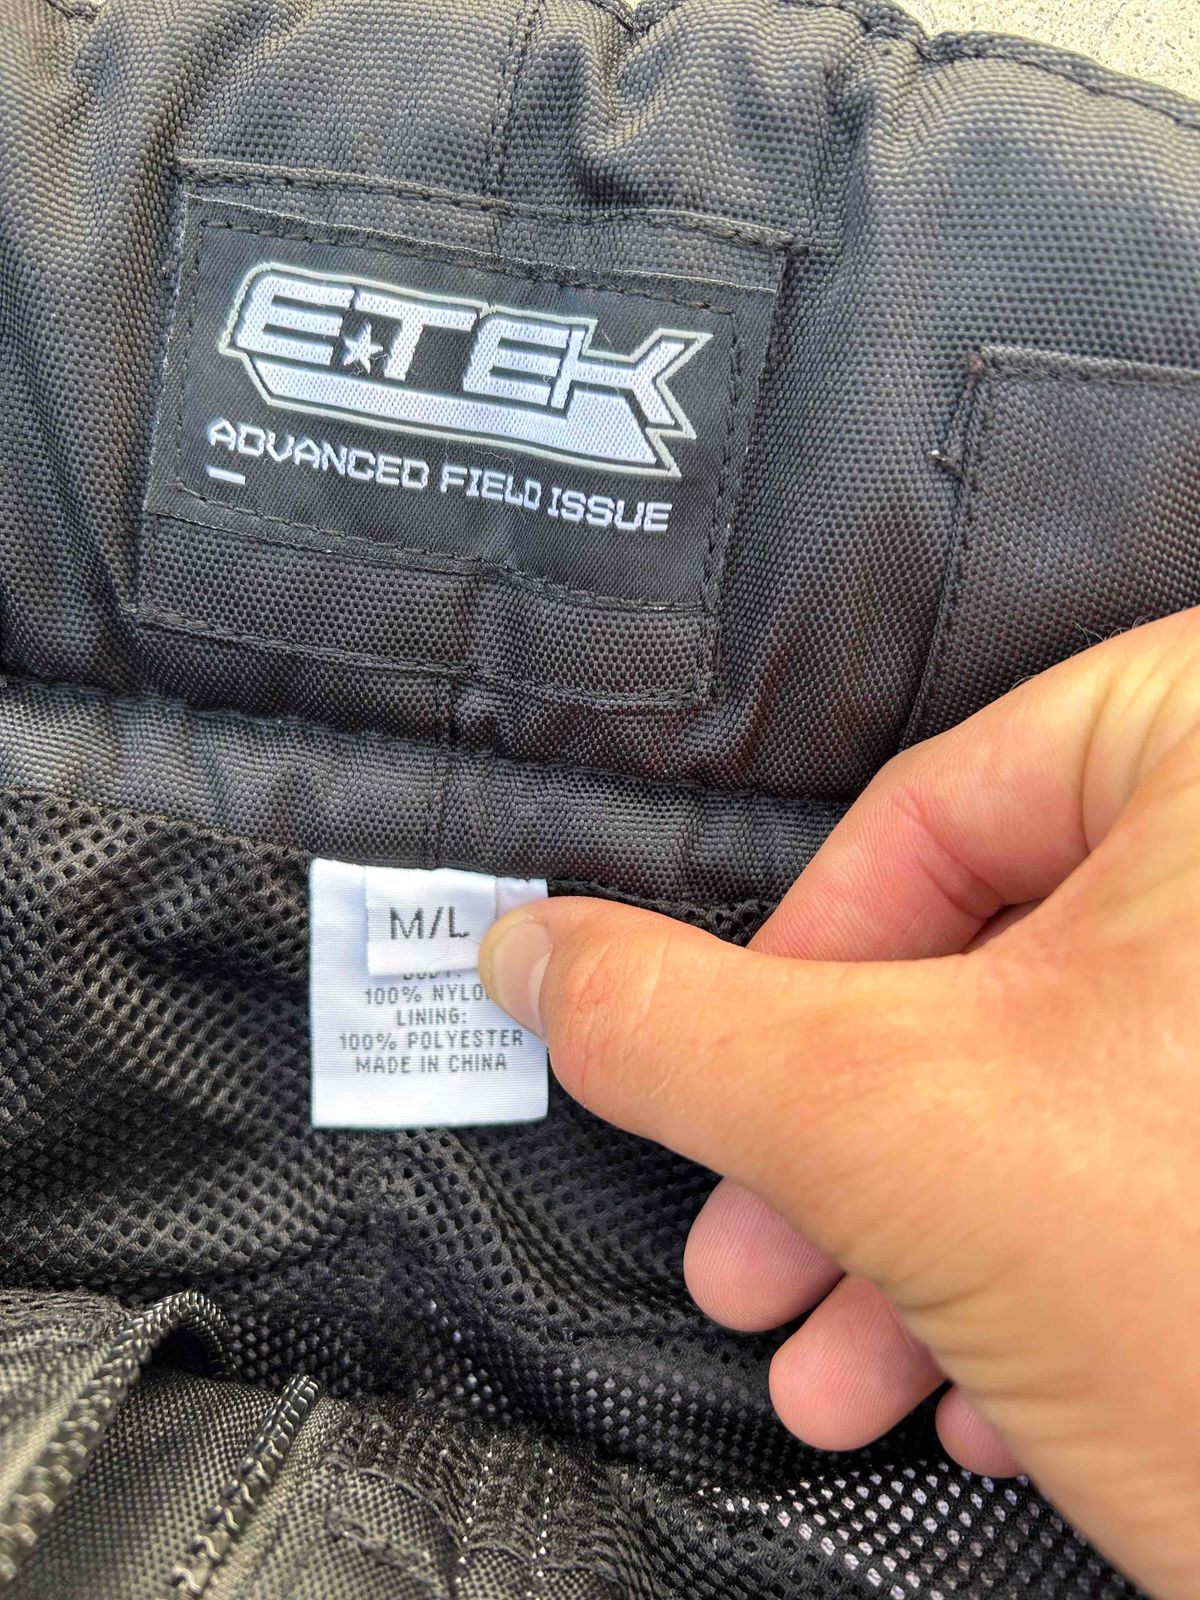 E★TEK
ADVANCED FIELD ISSUE
M/L
100% NYLO
LINING:
100% POLYESTER
MADE IN CHINA